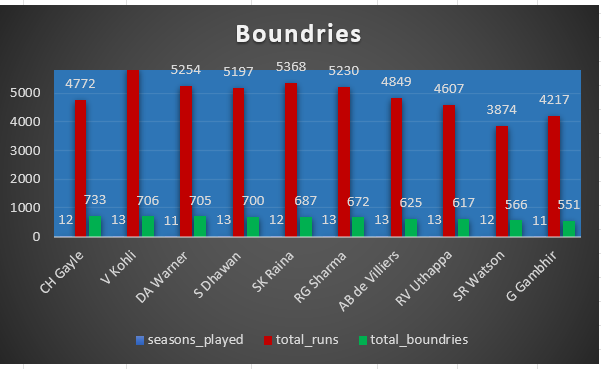 Boundries
4772 5254 5197 5368 5230 4849 4607 3874 4217
5000
4000
3000
2000
1000
0
12 733 13 706 11 705 13 700 12 687 13 672 13 625 13 617 12 566 11 551
CH Gayle
V Kohli
DA Warner
S Dhawan
SK Raina
RG Sharma
AB de Villiers
RV Uthappa
SR Watson
G Gambhir
seasons_played total_runs total_boundries